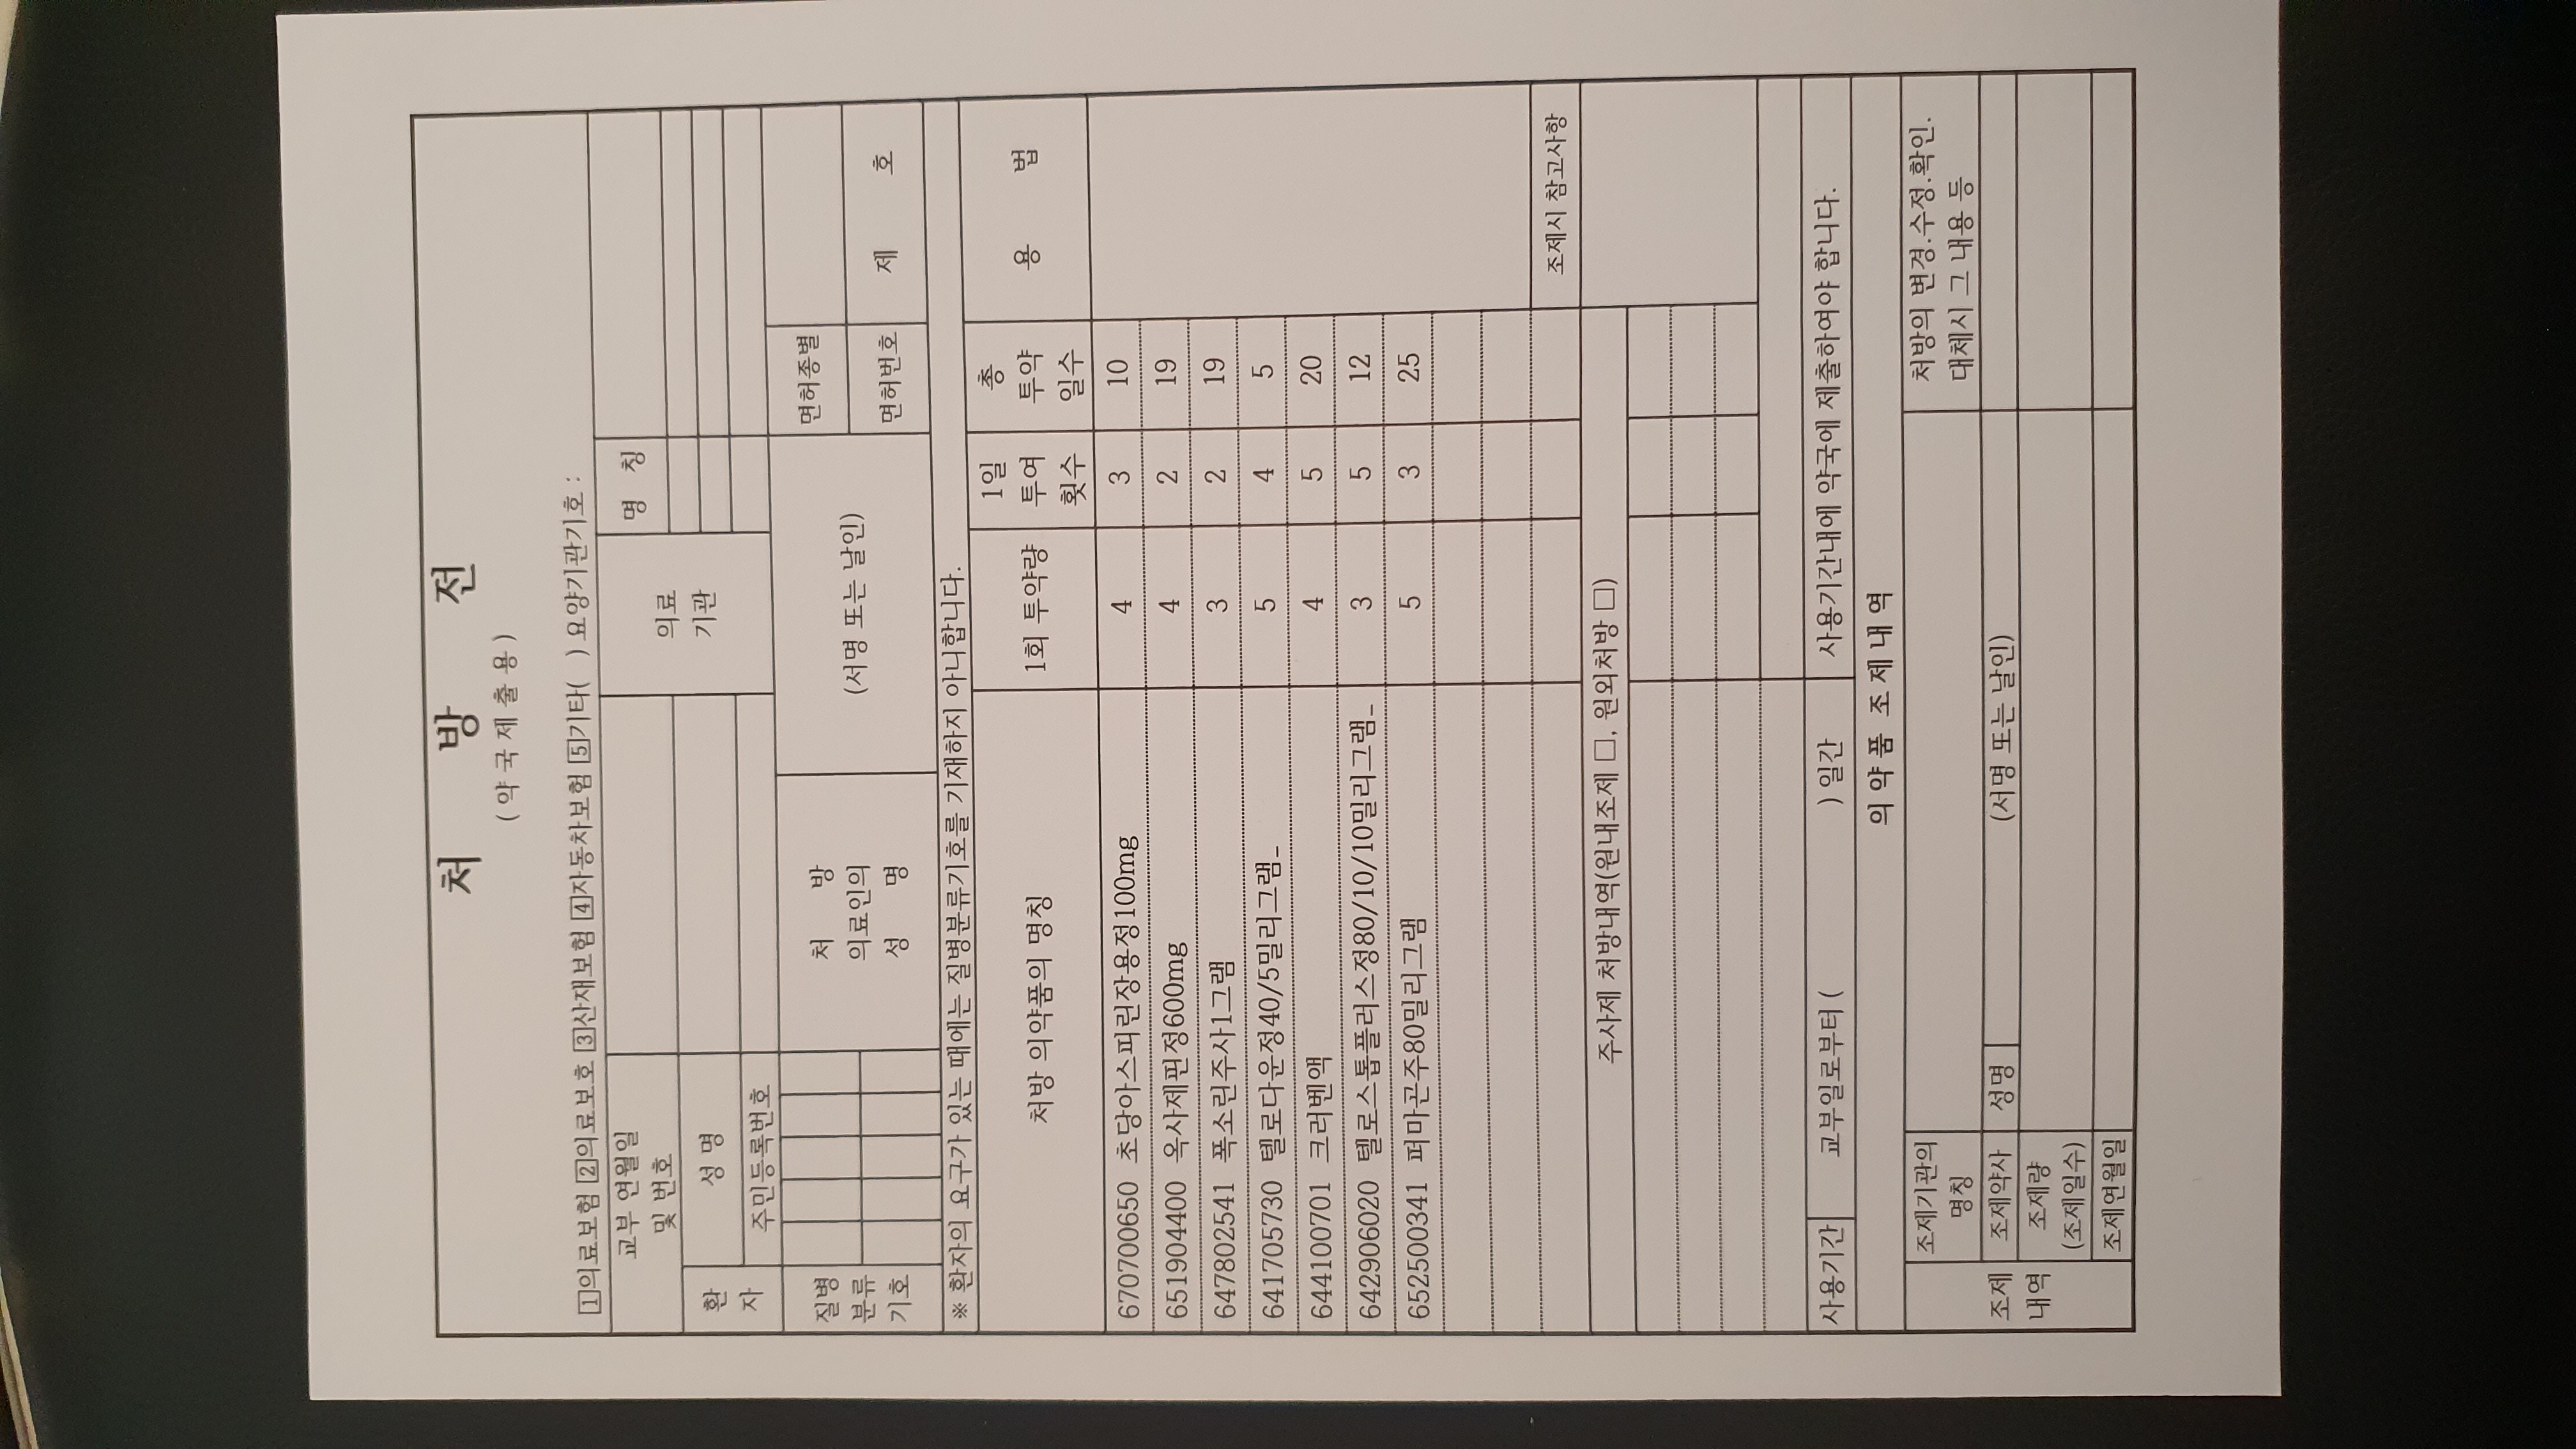 처 방 전
(약국제출용)
1의료보험 2의료보호 3산재보험 4자동차보험 5기타( ) 요양기관기호 :
교부 연월일
및 번호
의료
기관
명 칭
환
자
성 명
주민등록번호
질병
분류
기호
처 방
의료인의
성 명
(서명 또는 날인)
면허종별
면허번호
제 호
※ 환자의 요구가 있는 때에는 질병분류기호를 기재하지 아니합니다.
처방 의약품의 명칭
1회 투약량
1일
투여
횟수
총
투약
일수
용 법
670700650 초당아스피린장용정100mg 4 3 10
651904400 옥사제핀정600mg 4 2 19
647802541 폭소린주사1그램 3 2 19
641705730 텔로다운정40/5밀리그램_ 5 4 5
644100701 크러벤액 4 5 20
642906020 텔로스톱플러스정80/10/10밀리그램_ 3 5 12
652500341 퍼마곤주80밀리그램 5 3 25
조제시 참고사항
주사제 처방내역(원내조제 □, 원외처방 □)
사용기간 교부일로부터 ( ) 일간 사용기간내에 약국에 제출하여야 합니다.
의약품 조제내역
조제
내역
조제기관의
명칭
처방의 변경.수정.확인.
대체시 그 내용 등
조제약사 성명 (서명 또는 날인)
조제량
(조제일수)
조제연월일